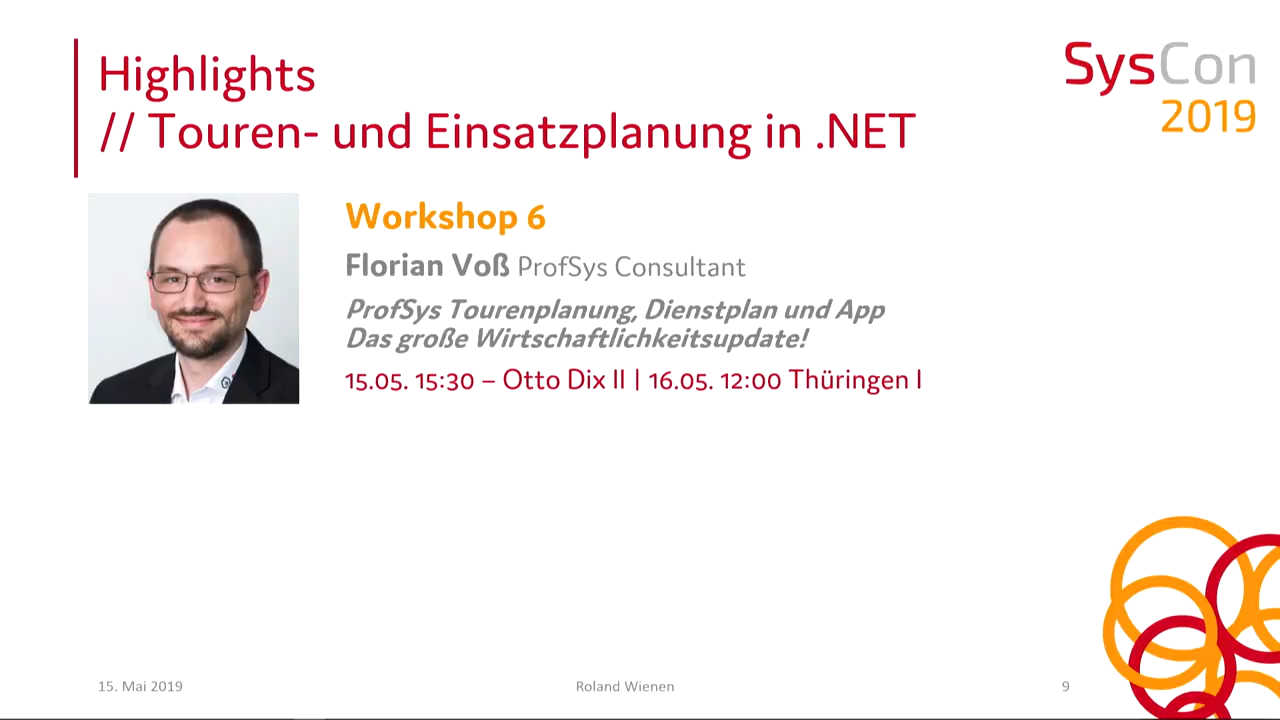 Highlights
// Touren- und Einsatzplanung in .NET
SysCon
2019
Workshop 6
Florian Voß ProfSys Consultant
ProfSys Tourenplanung, Dienstplan und App
Das große Wirtschaftlichkeitsupdate!
15.05. 15:30 – Otto Dix II | 16.05. 12:00 Thüringen I
15. Mai 2019
Roland Wienen
9